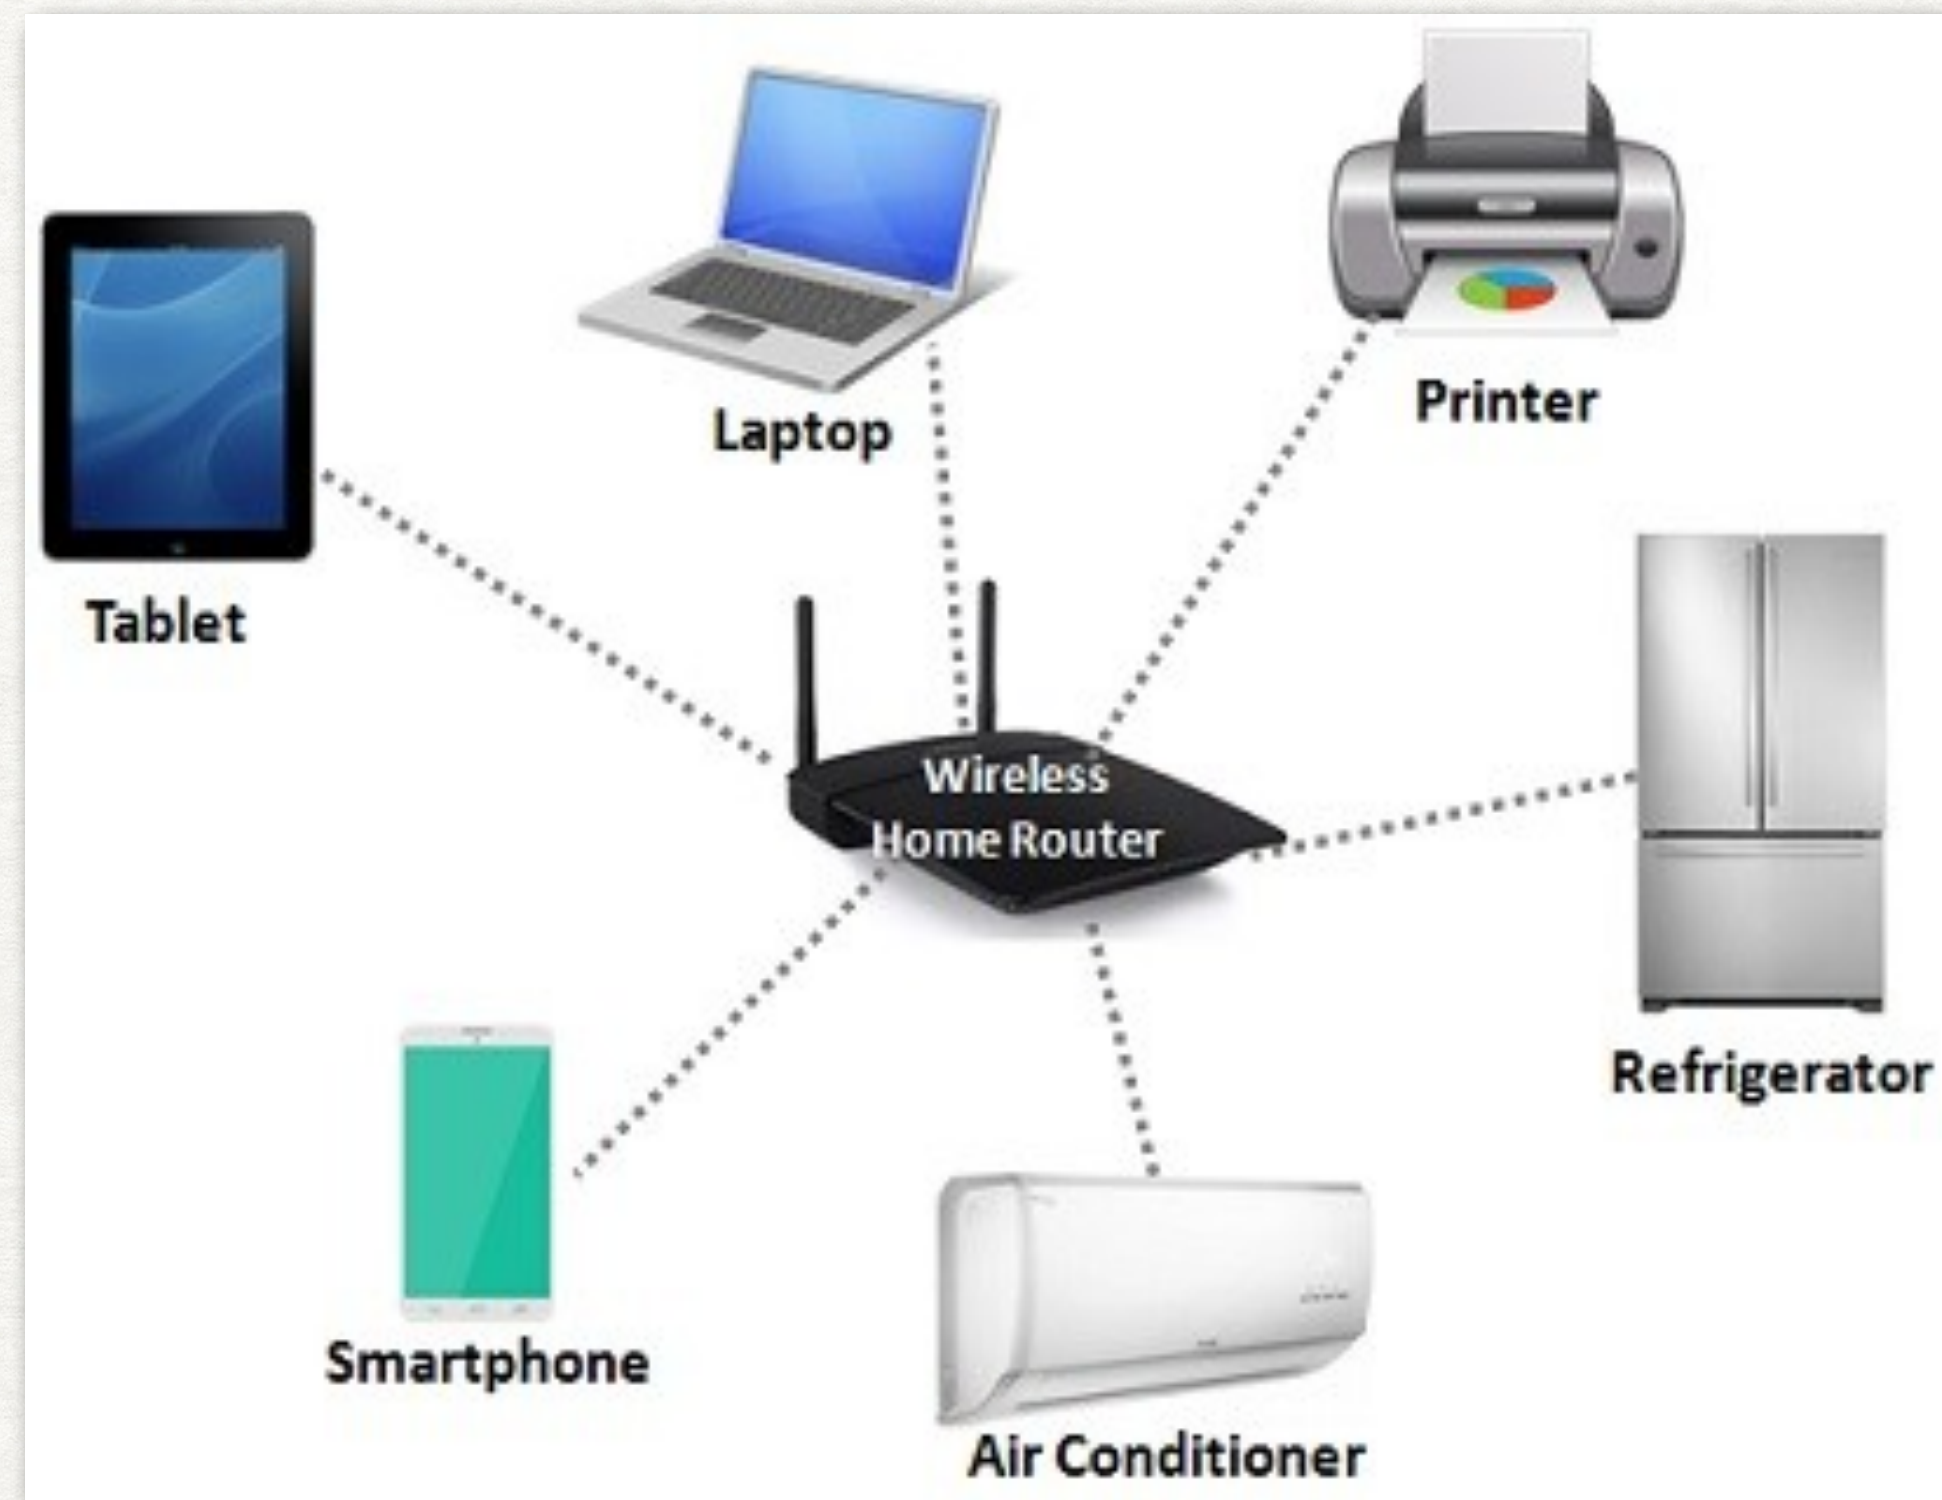 Laptop
Printer
Tablet
Wireless
Home Router
Refrigerator
Smartphone
Air Conditioner